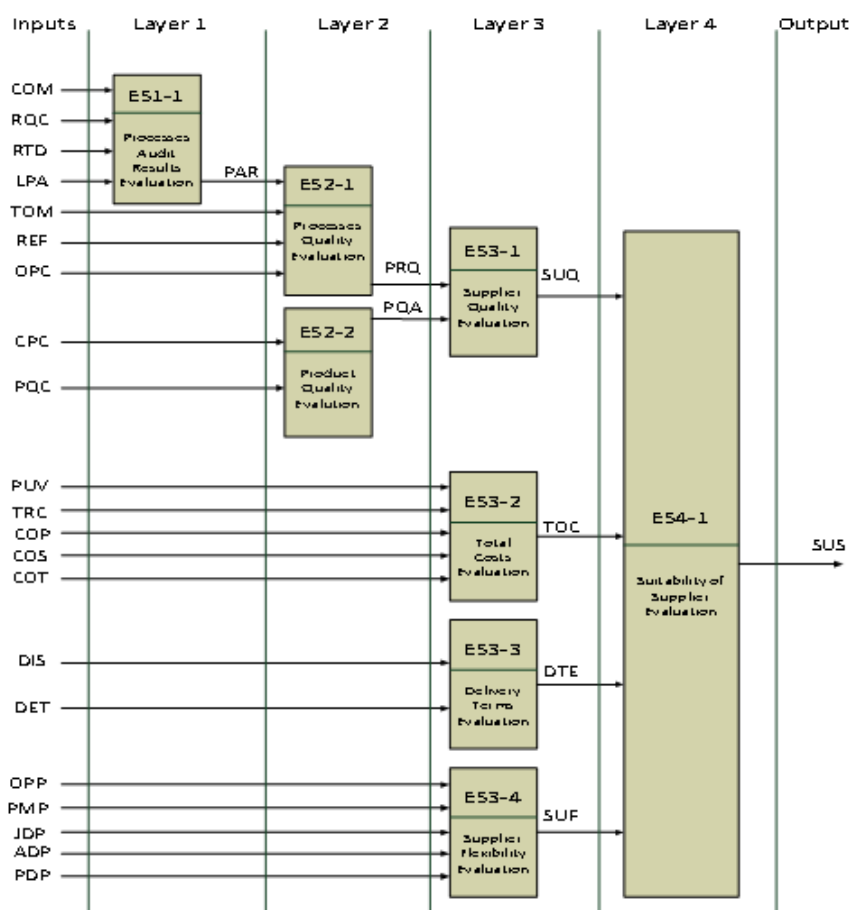 Inputs Layer 1 Layer 2 Layer 3 Layer 4 Output
COM
RQC
RTD
LPA
TOM
REF
OPC
CPC
PQC
PUV
TRC
COP
COS
COT
DIS
DET
OPP
PMP
JDP
ADP
PDP
ES1-1
Processes
Audit
Results
Evaluation
PAR
ES2-1
Processes
Quality
Evaluation
PRQ
ES2-2
Product
Quality
Evalution
PQA
ES3-1
Supplier
Quality
Evaluation
SUQ
ES3-2
Total
Costs
Evaluation
TOC
ES3-3
Delivery
Terms
Evaluation
DTE
ES3-4
Supplier
Flexibility
Evaluation
SUF
ES4-1
Suitability of
Supplier
Evaluation
SUS